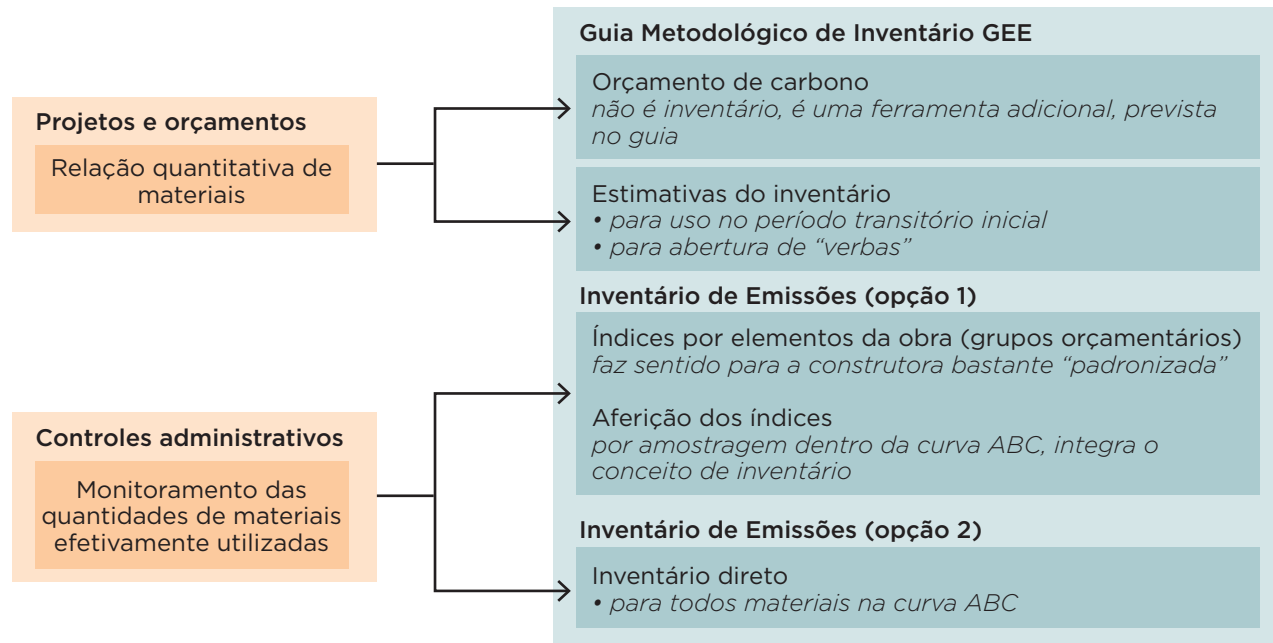 Projetos e orçamentos
Relação quantitativa de
materiais
Controles administrativos
Monitoramento das
quantidades de materiais
efetivamente utilizadas
Guia Metodológico de Inventário GEE
Orçamento de carbono
não é inventário, é uma ferramenta adicional, prevista
no guia
Estimativas do inventário
• para uso no período transitório inicial
• para abertura de “verbas”
Inventário de Emissões (opção 1)
Índices por elementos da obra (grupos orçamentários)
faz sentido para a construtora bastante “padronizada”
Aferição dos índices
por amostragem dentro da curva ABC, integra o
conceito de inventário
Inventário de Emissões (opção 2)
Inventário direto
• para todos materiais na curva ABC